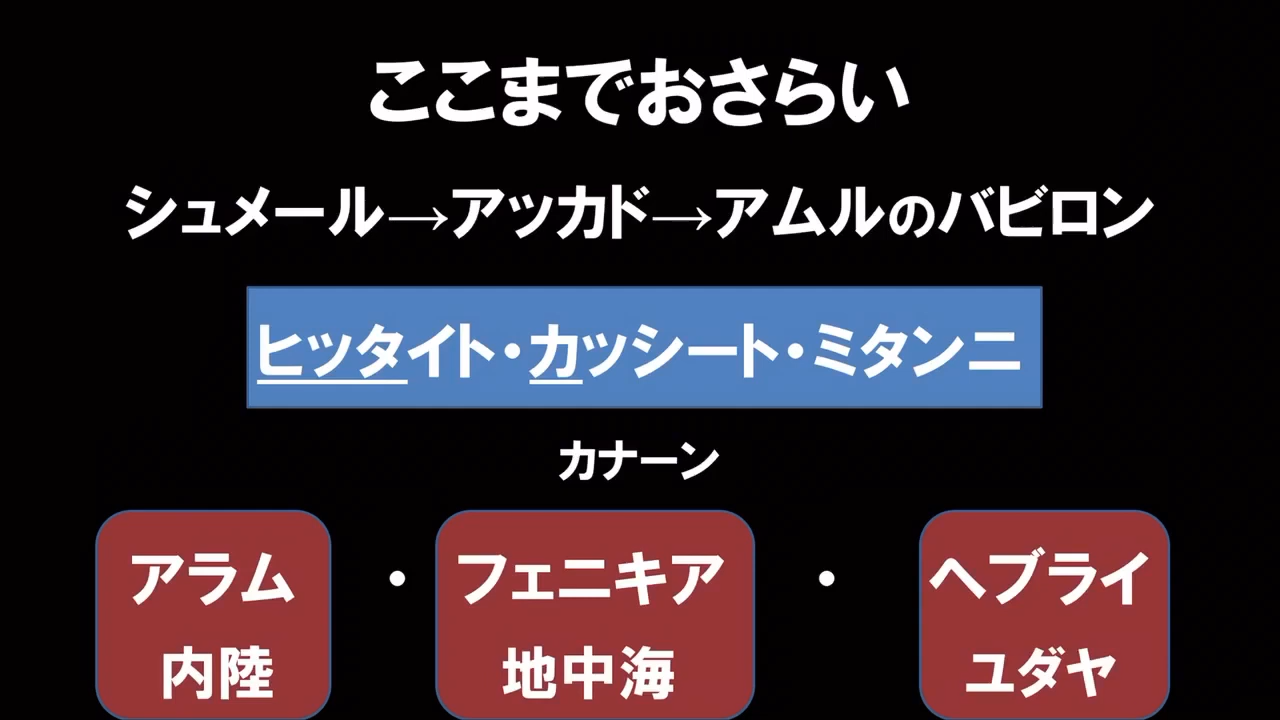 ここまでおさらい
シュメール→アッカド→アムルのバビロン
ヒッタイト・カッシート・ミタンニ
カナーン
アラム ・ フェニキア ・ ヘブライ
内陸 地中海 ユダヤ